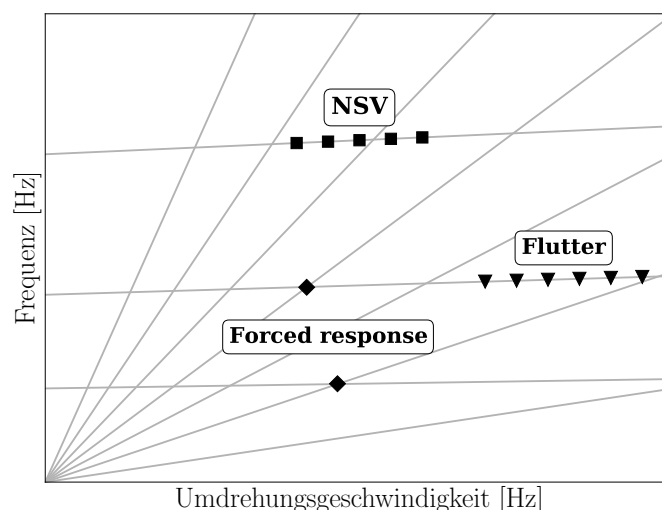 NSV
Flutter
Forced response
Frequenz [Hz]
Umdrehungsgeschwindigkeit [Hz]